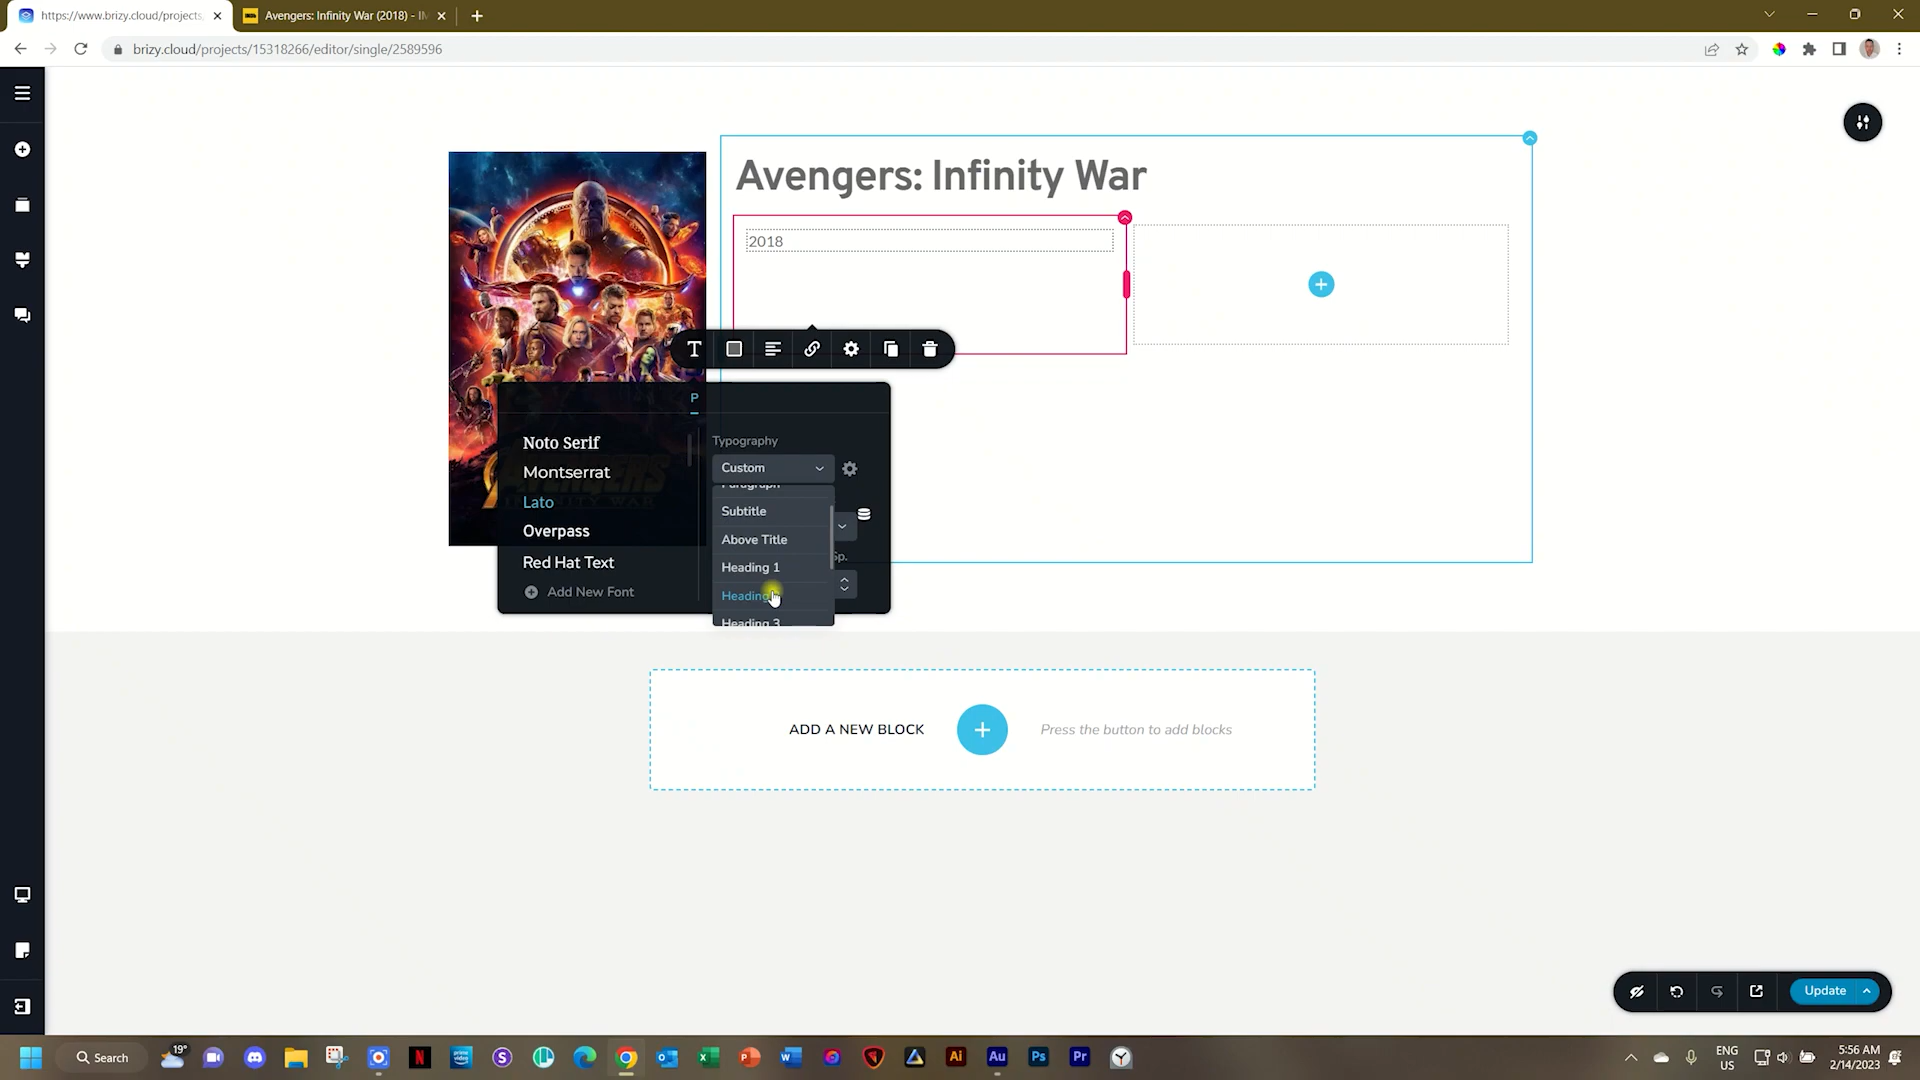 https://www.brizy.cloud/projects
Avengers: Infinity War (2018) - IM
brizy.cloud/projects/15318266/editor/single/2589596
Avengers: Infinity War
2018
P
Noto Serif
Montserrat
Lato
Overpass
Red Hat Text
Add New Font
Typography
Custom
Paragraph
Subtitle
Above Title
Heading 1
Heading
Heading 3
Sp.
ADD A NEW BLOCK
Press the button to add blocks
Update
19°
Search
ENG
US
5:56 AM
2/14/2023